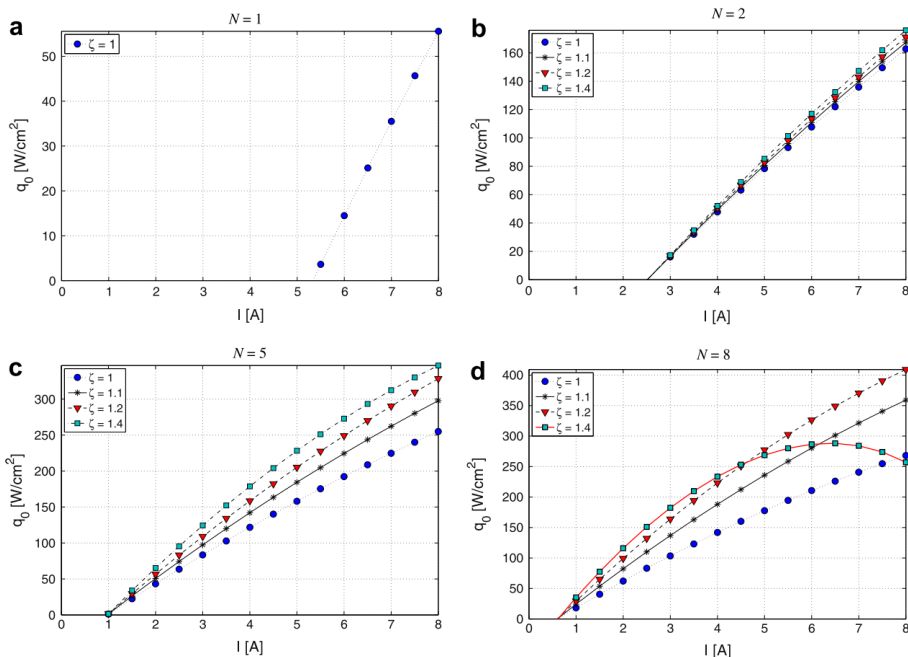 a
N = 1
ζ = 1
q0 [W/cm2]
50
40
30
20
10
0
0 1 2 3 4 5 6 7 8
I [A]
b
N = 2
ζ = 1
ζ = 1.1
ζ = 1.2
ζ = 1.4
q0 [W/cm2]
160
140
120
100
80
60
40
20
0
0 1 2 3 4 5 6 7 8
I [A]
c
N = 5
ζ = 1
ζ = 1.1
ζ = 1.2
ζ = 1.4
q0 [W/cm2]
300
250
200
150
100
50
0
0 1 2 3 4 5 6 7 8
I [A]
d
N = 8
ζ = 1
ζ = 1.1
ζ = 1.2
ζ = 1.4
q0 [W/cm2]
400
350
300
250
200
150
100
50
0
0 1 2 3 4 5 6 7 8
I [A]